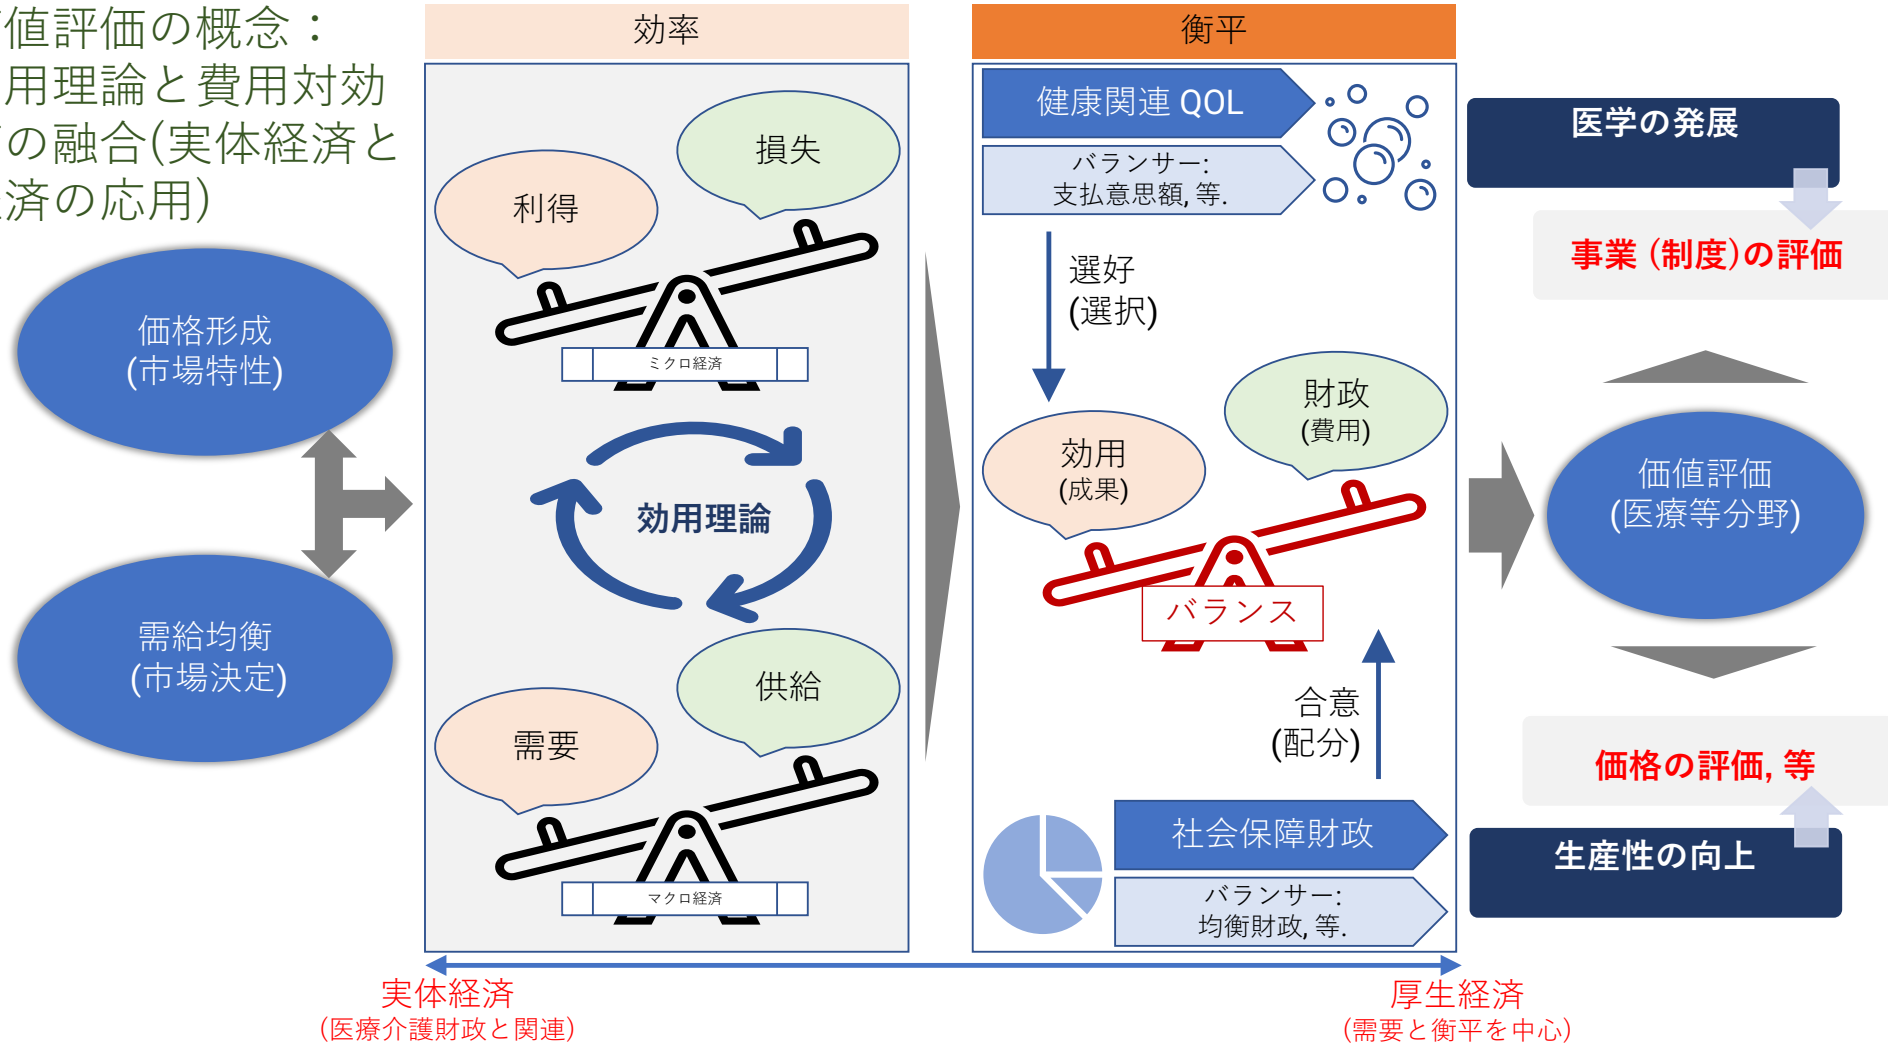 値評価の概念：
用理論と費用対効
の融合(実体経済と
済の応用)
価格形成
(市場特性)
需給均衡
(市場決定)
効率
利得
損失
ミクロ経済
効用理論
需要
供給
マクロ経済
衡平
健康関連 QOL
バランサー:
支払意思額, 等.
選好
(選択)
効用
(成果)
財政
(費用)
バランス
合意
(配分)
社会保障財政
バランサー:
均衡財政, 等.
医学の発展
事業 (制度)の評価
価値評価
(医療等分野)
価格の評価, 等
生産性の向上
実体経済
(医療介護財政と関連)
厚生経済
(需要と衡平を中心)